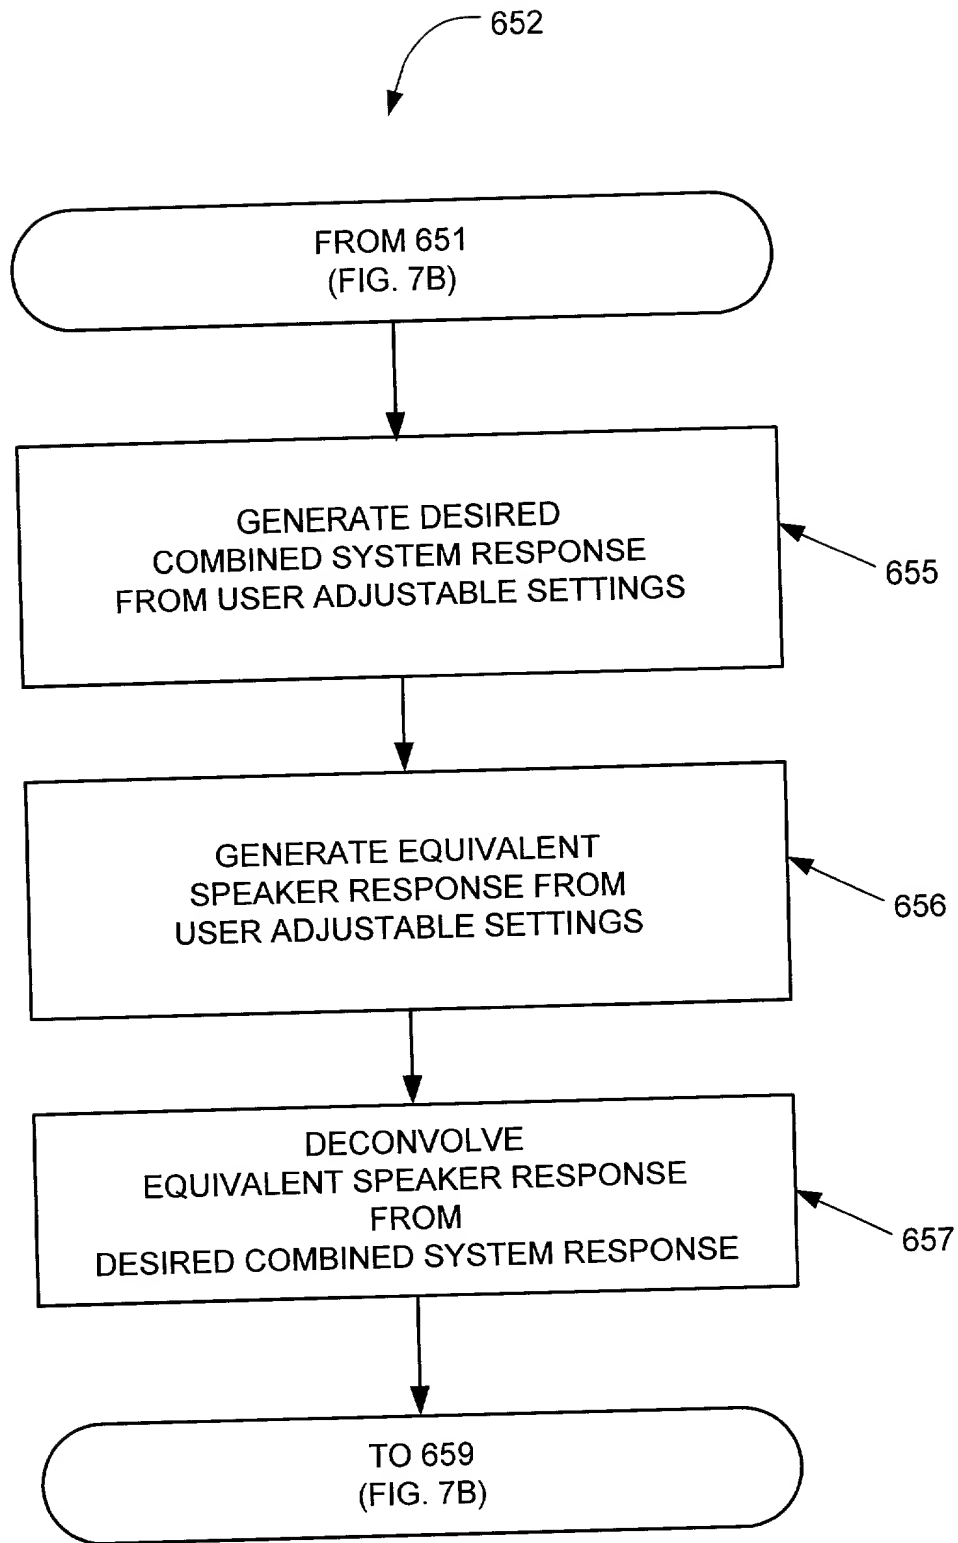 652
FROM 651
(FIG. 7B)
GENERATE DESIRED
COMBINED SYSTEM RESPONSE
FROM USER ADJUSTABLE SETTINGS
655
GENERATE EQUIVALENT
SPEAKER RESPONSE FROM
USER ADJUSTABLE SETTINGS
656
DECONVOLVE
EQUIVALENT SPEAKER RESPONSE
FROM
DESIRED COMBINED SYSTEM RESPONSE
657
TO 659
(FIG. 7B)